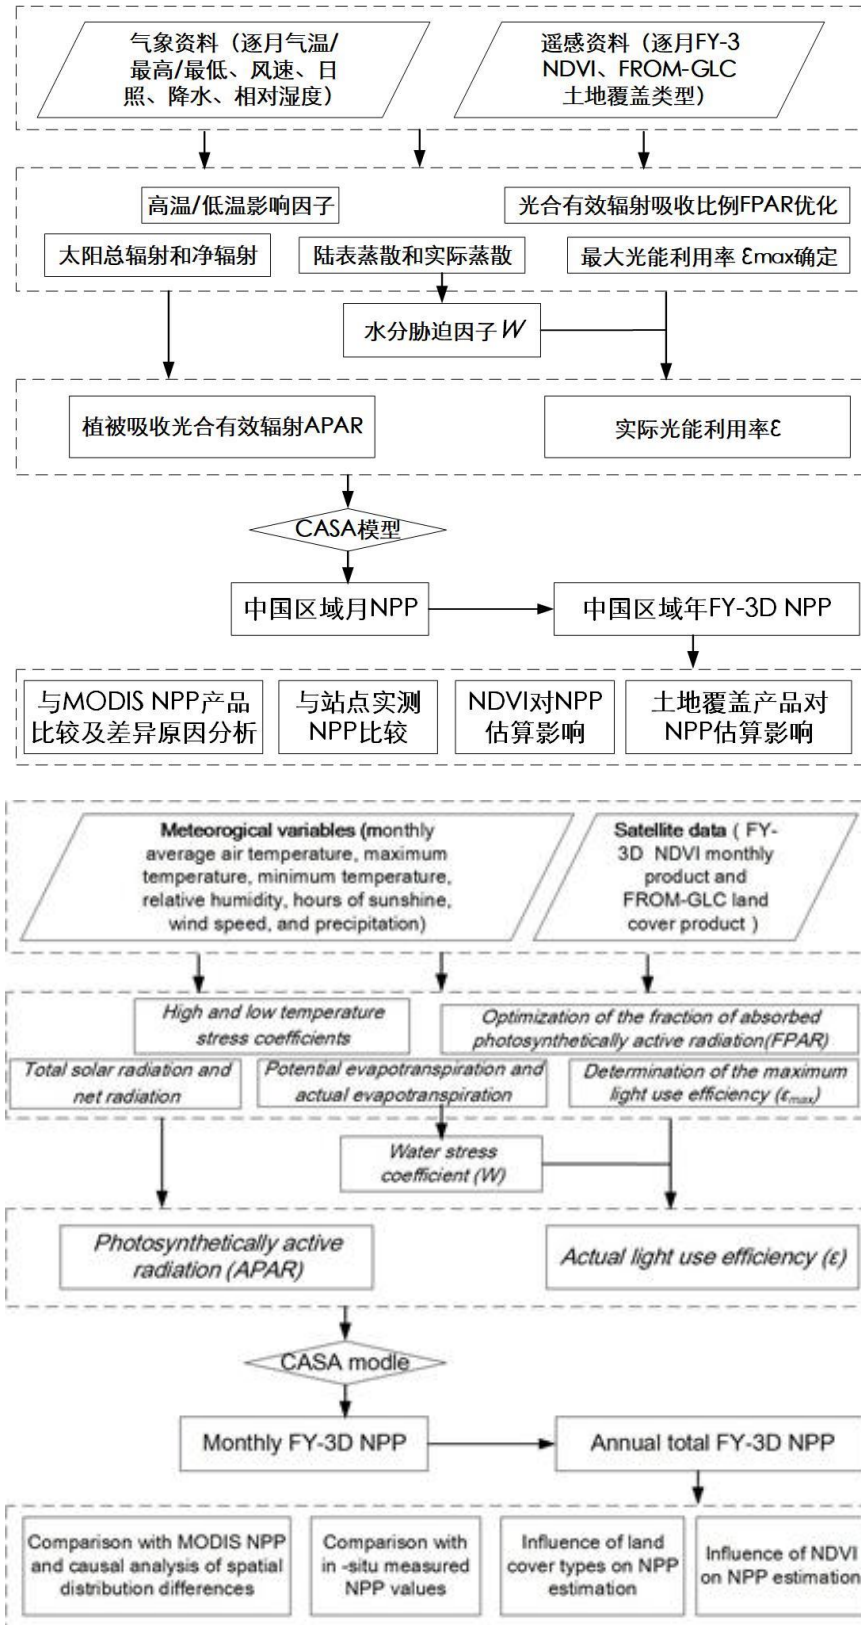 气象资料（逐月气温/
最高/最低、风速、日
照、降水、相对湿度）
遥感资料（逐月FY-3
NDVI、FROM-GLC
土地覆盖类型）
高温/低温影响因子
光合有效辐射吸收比例FPAR优化
太阳总辐射和净辐射
陆表蒸散和实际蒸散
最大光能利用率 εmax确定
水分胁迫因子W
植被吸收光合有效辐射APAR
实际光能利用率ε
CASA模型
中国区域月NPP
中国区域年FY-3D NPP
与MODIS NPP产品
比较及差异原因分析
与站点实测
NPP比较
NDVI对NPP
估算影响
土地覆盖产品对
NPP估算影响
Meteorogical variables (monthly
average air temperature, maximum
temperature, minimum temperature,
relative humidity, hours of sunshine,
wind speed, and precipitation)
Satellite data ( FY-
3D NDVI monthly
product and
FROM-GLC land
cover product )
High and low temperature
stress coefficients
Optimization of the fraction of absorbed
photosynthetically active radiation(FPAR)
Total solar radiation and
net radiation
Potential evapotranspiration and
actual evapotranspiration
Determination of the maximum
light use efficiency (εmax)
Water stress
coefficient (W)
Photosynthetically active
radiation (APAR)
Actual light use efficiency (ε)
CASA modle
Monthly FY-3D NPP
Annual total FY-3D NPP
Comparison with MODIS NPP
and causal analysis of spatial
distribution differences
Comparison with
in -situ measured
NPP values
Influence of land
cover types on NPP
estimation
Influence of NDVI
on NPP estimation